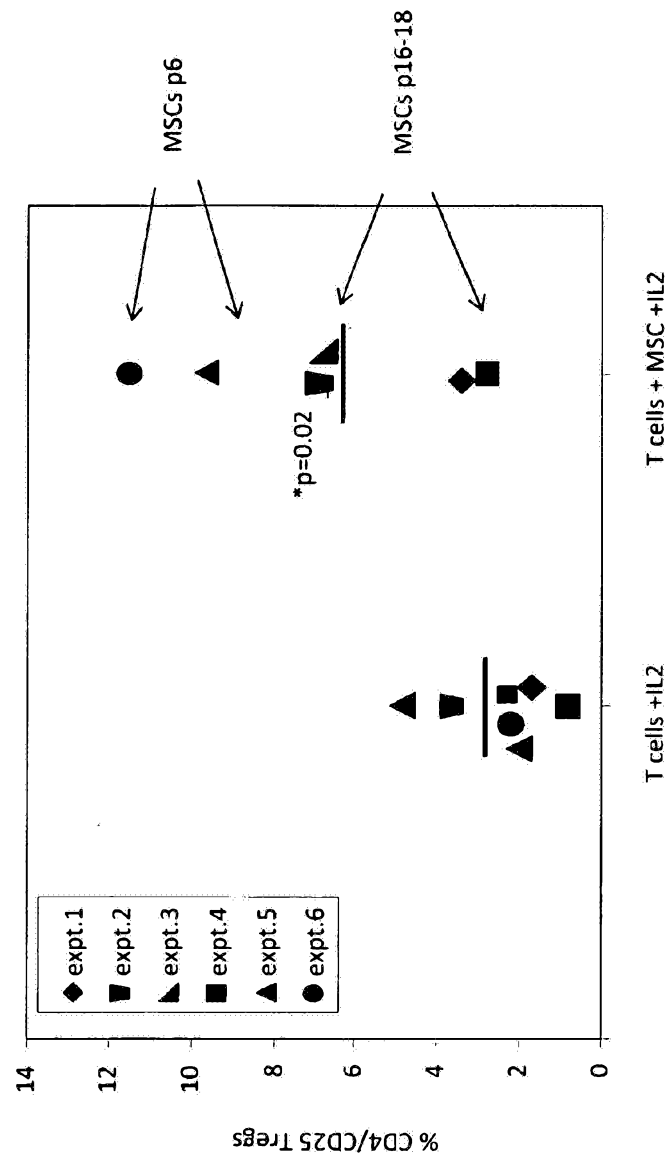 % CD4/CD25 Tregs
14
12
10
8
6
4
2
0
expt.1
expt.2
expt.3
expt.4
expt.5
expt.6
*p=0.02
MSCs p6
MSCs p16-18
T cells +IL2
T cells + MSC +IL2